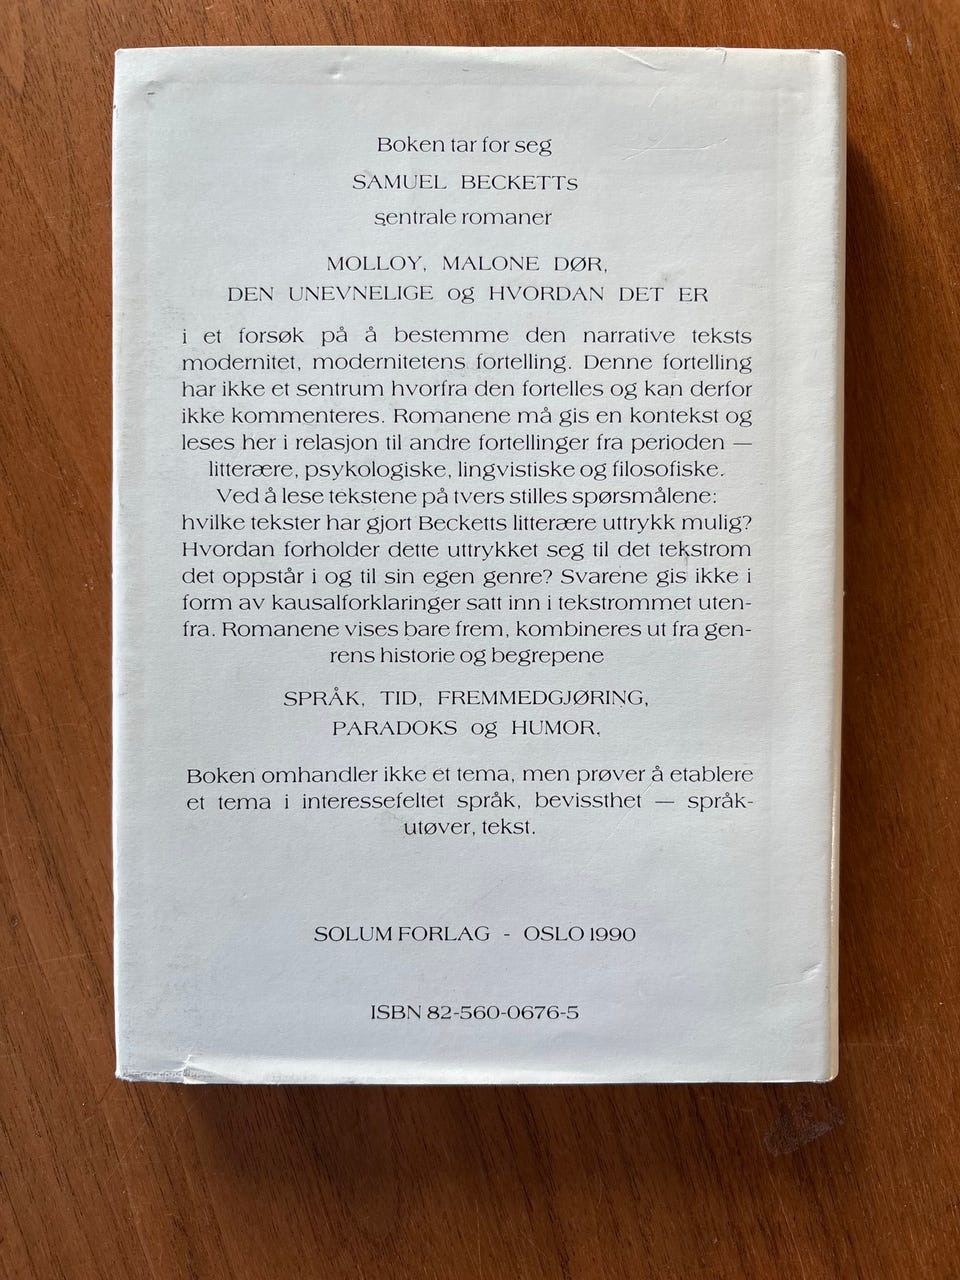 Boken tar for seg
SAMUEL BECKETTs
sentrale romaner
MOLLOY, MALONE DØR,
DEN UNEVNELIGE og HVORDAN DET ER
i et forsøk på å bestemme den narrative teksts
modernitet, modernitetens fortelling. Denne fortelling
har ikke et sentrum hvorfra den fortelles og kan derfor
ikke kommenteres. Romanene må gis en kontekst og
leses her i relasjon til andre fortellinger fra perioden —
litterære, psykologiske, lingvistiske og filosofiske.
Ved å lese tekstene på tvers stilles spørsmålene:
hvilke tekster har gjort Becketts litterære uttrykk mulig?
Hvordan forholder dette uttrykket seg til det tekstrom
det oppstår i og til sin egen genre? Svarene gis ikke i
form av kausalforklaringer satt inn i tekstrommet uten-
fra. Romanene vises bare frem, kombineres ut fra gen-
rens historie og begrepene
SPRÅK, TID, FREMMEDGJØRING,
PARADOKS og HUMOR,
Boken omhandler ikke et tema, men prøver å etablere
et tema i interessefeltet språk, bevissthet — språk-
utøver, tekst.
SOLUM FORLAG - OSLO 1990
ISBN 82-560-0676-5